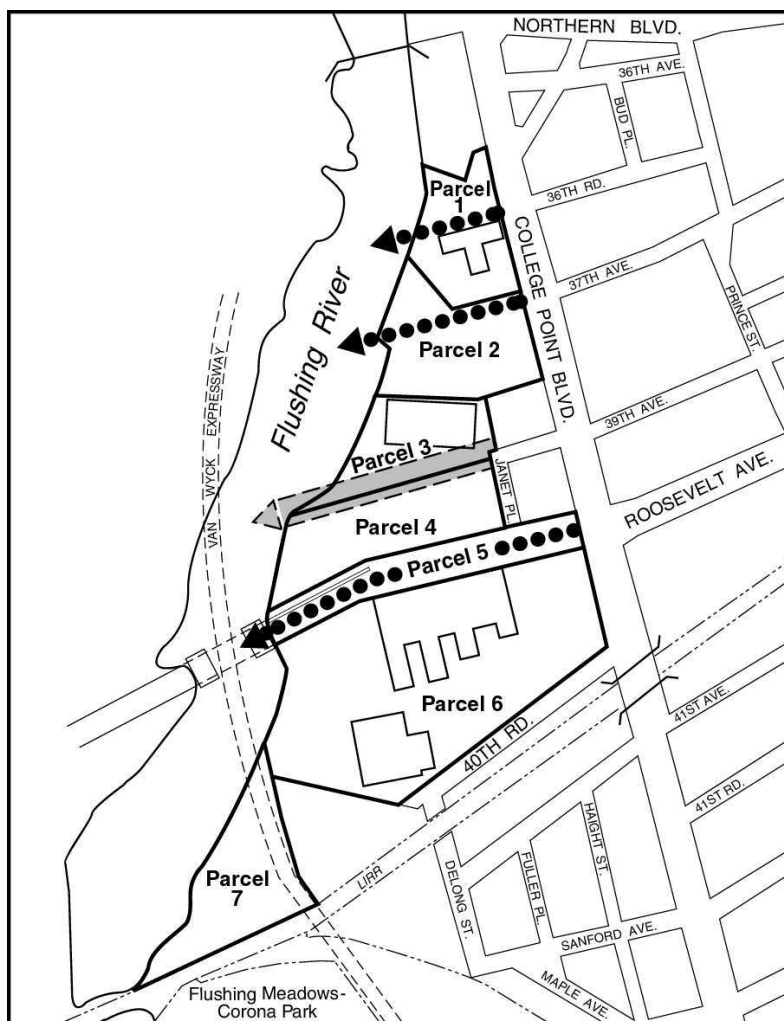 NORTHERN BLVD.
36TH AVE.
BUD PL.
Parcel
1
36TH RD.
COLLEGE POINT BLVD.
37TH AVE.
PRINCE ST.
Flushing River
Parcel 2
VAN WYCK EXPRESSWAY
39TH AVE.
Parcel 3
JANET PL.
ROOSEVELT AVE.
Parcel 4
Parcel 5
Parcel 6
40TH RD.
41ST AVE.
41ST RD.
HAIGHT ST.
FULLER PL.
DELONG ST.
LIRR
Parcel
7
SANFORD AVE.
MAPLE AVE.
Flushing Meadows-
Corona Park